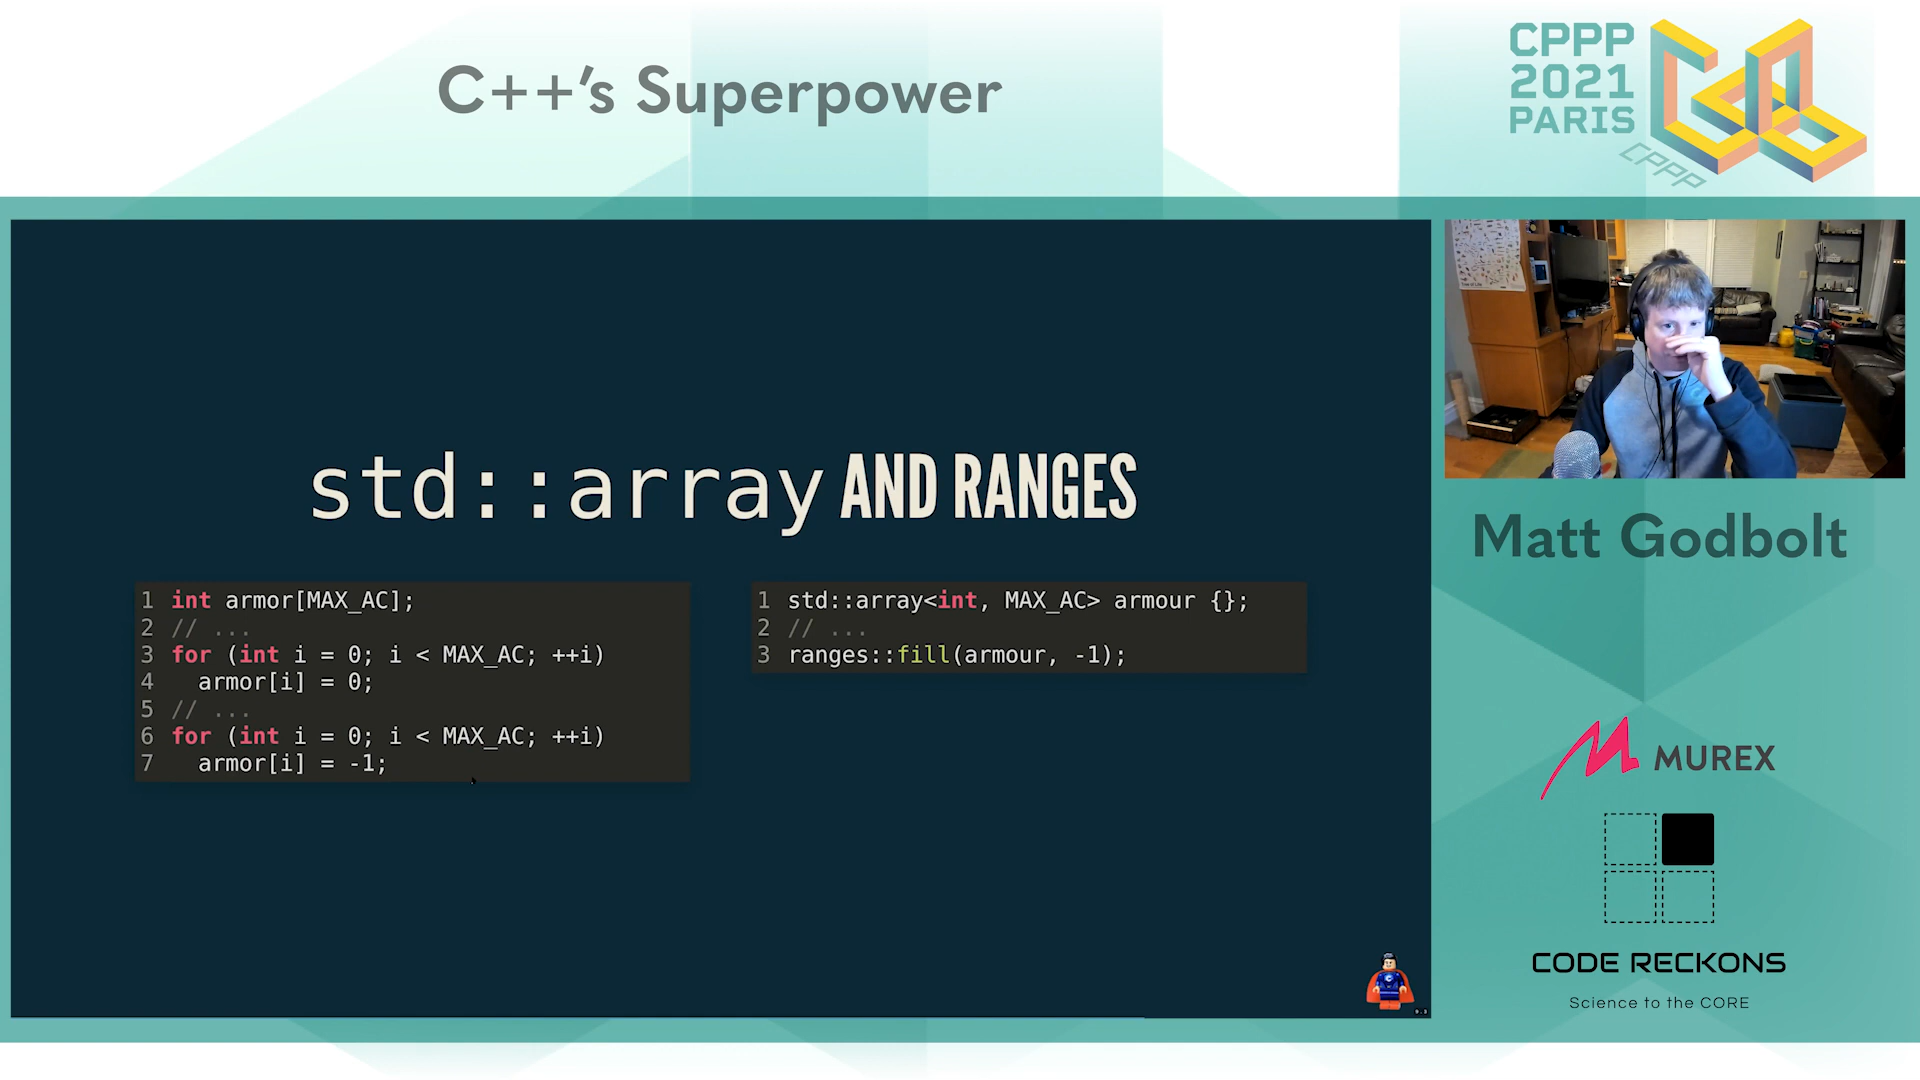 C++’s Superpower
CPPP
2021
PARIS
CPPP
std::array AND RANGES
1 int armor[MAX_AC];
2 // ...
3 for (int i = 0; i < MAX_AC; ++i)
4   armor[i] = 0;
5 // ...
6 for (int i = 0; i < MAX_AC; ++i)
7   armor[i] = -1;
1 std::array<int, MAX_AC> armour {};
2 // ...
3 ranges::fill(armour, -1);
Matt Godbolt
MUREX
CODE RECKONS
Science to the CORE